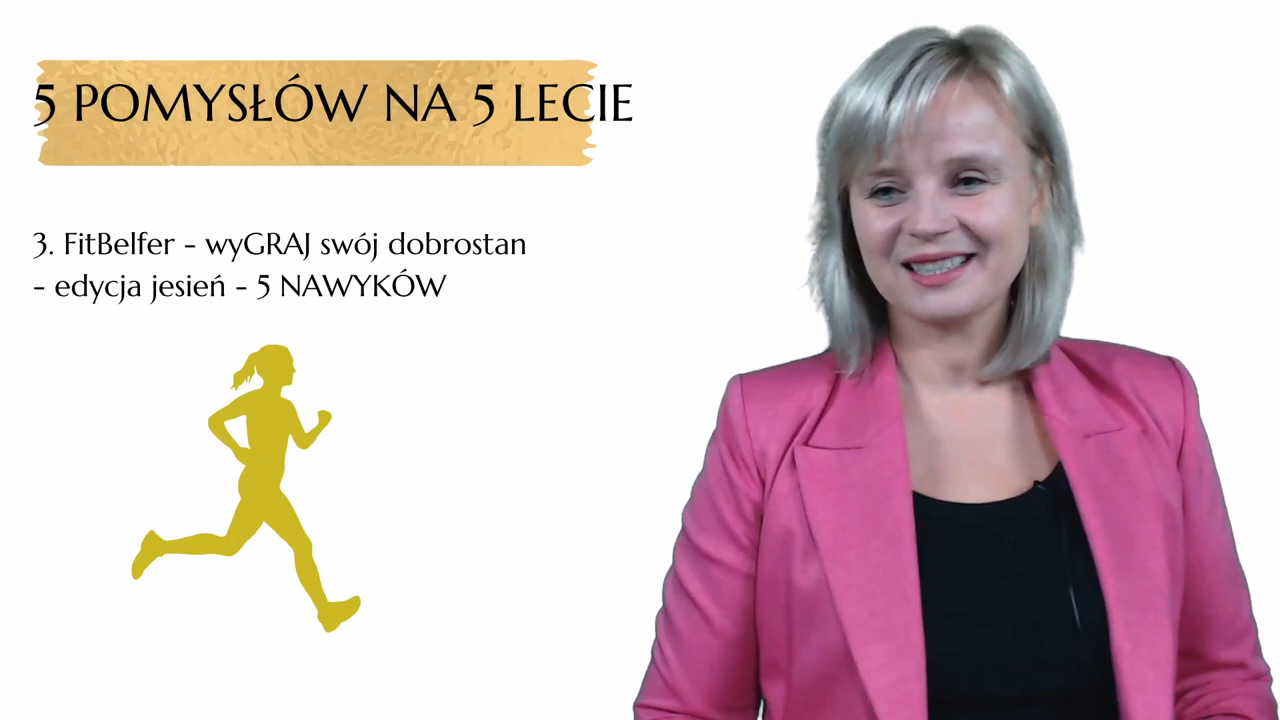 5 POMYSŁÓW NA 5 LECIE
3. FitBelfer - wyGRAJ swój dobrostan
- edycja jesień - 5 NAWYKÓW